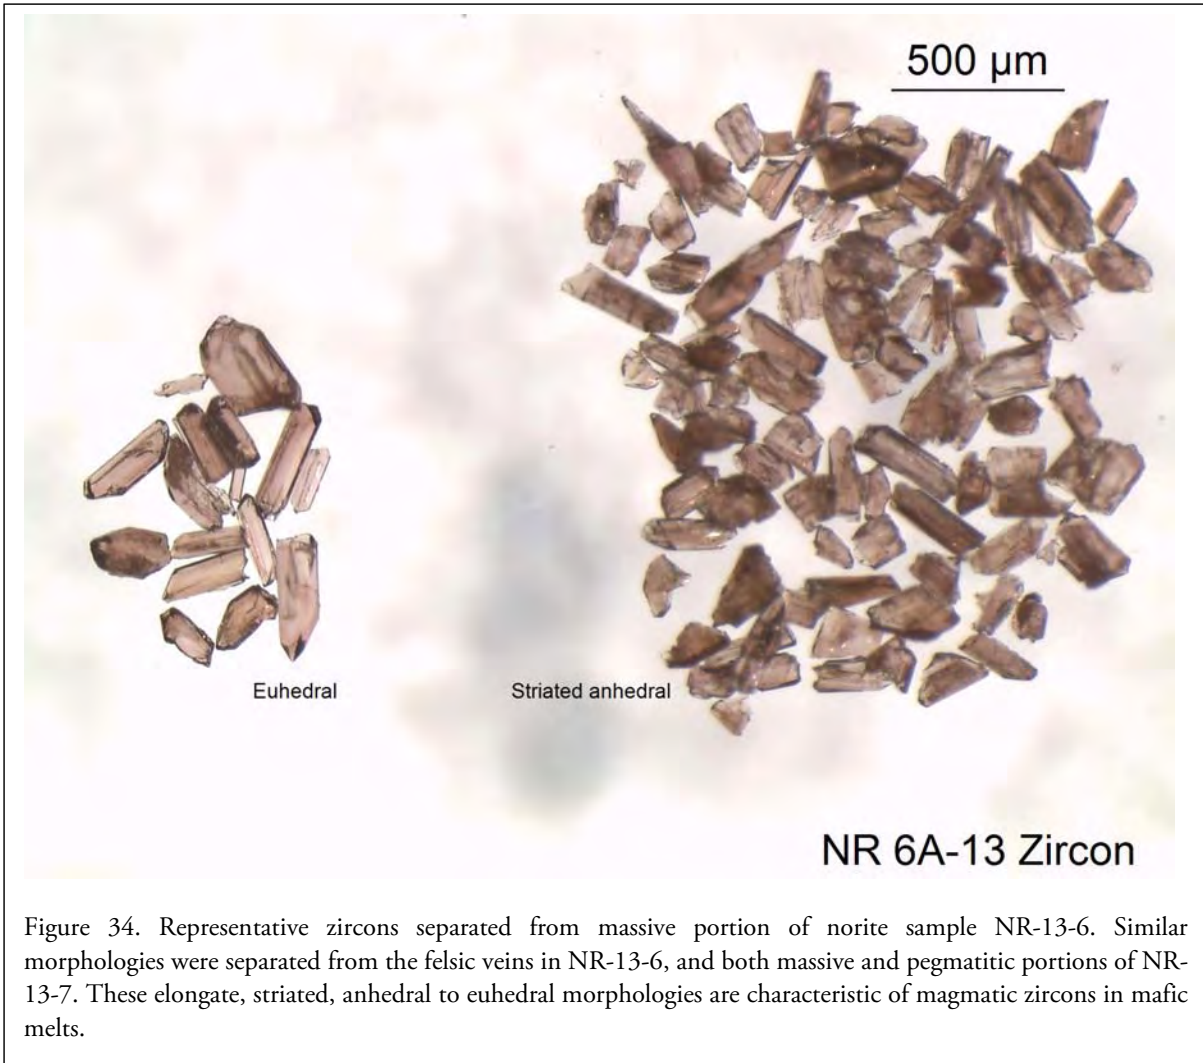 500 µm
Euhedral
Striated anhedral
NR 6A-13 Zircon
Figure 34. Representative zircons separated from massive portion of norite sample NR-13-6. Similar
morphologies were separated from the felsic veins in NR-13-6, and both massive and pegmatitic portions of NR-
13-7. These elongate, striated, anhedral to euhedral morphologies are characteristic of magmatic zircons in mafic
melts.